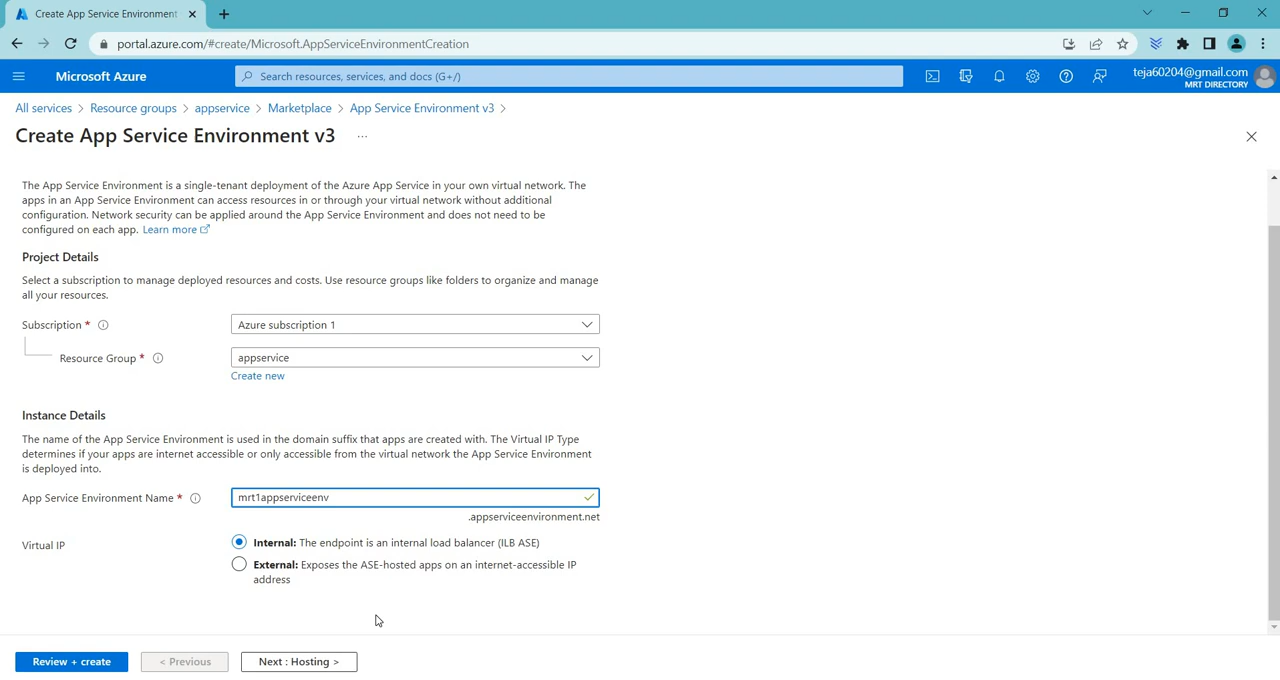 Create App Service Environment
portal.azure.com/#create/Microsoft.AppServiceEnvironmentCreation
Microsoft Azure
Search resources, services, and docs (G+/)
teja60204@gmail.com
MRT DIRECTORY
All services > Resource groups > appservice > Marketplace > App Service Environment v3 >
Create App Service Environment v3 ...
The App Service Environment is a single-tenant deployment of the Azure App Service in your own virtual network. The
apps in an App Service Environment can access resources in or through your virtual network without additional
configuration. Network security can be applied around the App Service Environment and does not need to be
configured on each app. Learn more
Project Details
Select a subscription to manage deployed resources and costs. Use resource groups like folders to organize and manage
all your resources.
Subscription *
Azure subscription 1
Resource Group *
appservice
Create new
Instance Details
The name of the App Service Environment is used in the domain suffix that apps are created with. The Virtual IP Type
determines if your apps are internet accessible or only accessible from the virtual network the App Service Environment
is deployed into.
App Service Environment Name *
mrt1appserviceenv
.appserviceenvironment.net
Virtual IP
Internal: The endpoint is an internal load balancer (ILB ASE)
External: Exposes the ASE-hosted apps on an internet-accessible IP
address
Review + create
< Previous
Next : Hosting >